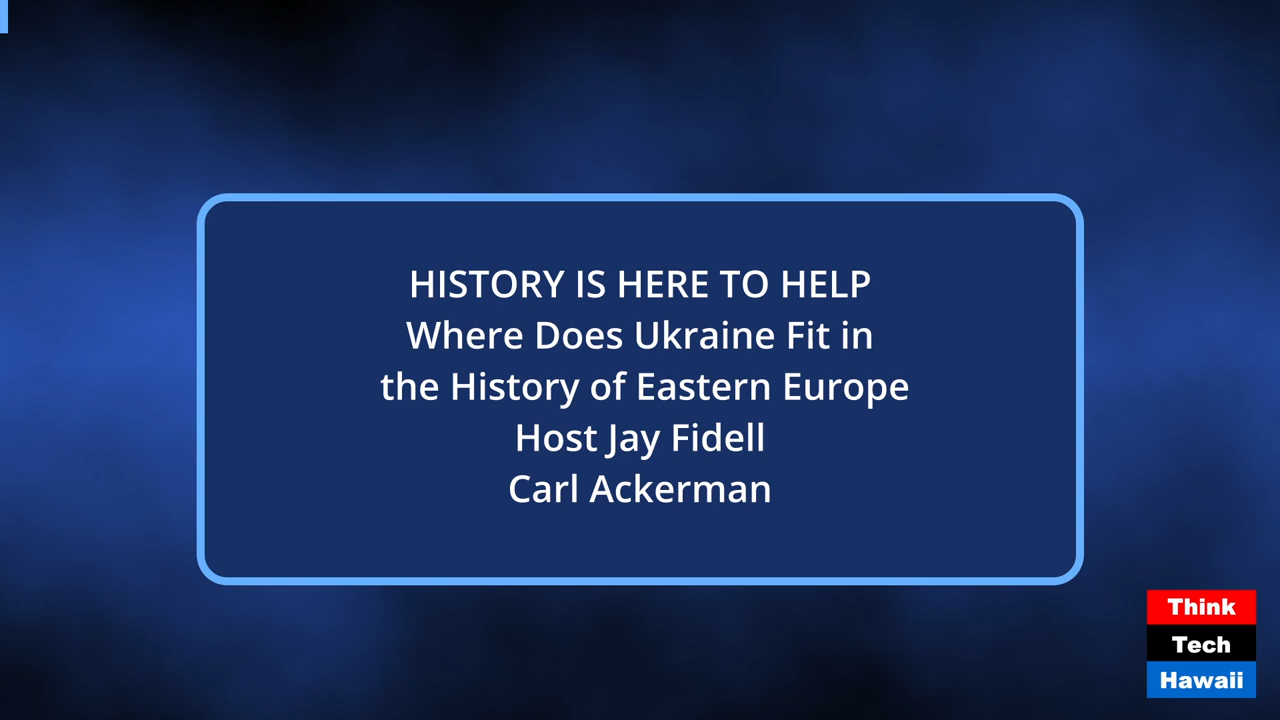 HISTORY IS HERE TO HELP
Where Does Ukraine Fit in
the History of Eastern Europe
Host Jay Fidell
Carl Ackerman
Think
Tech
Hawaii